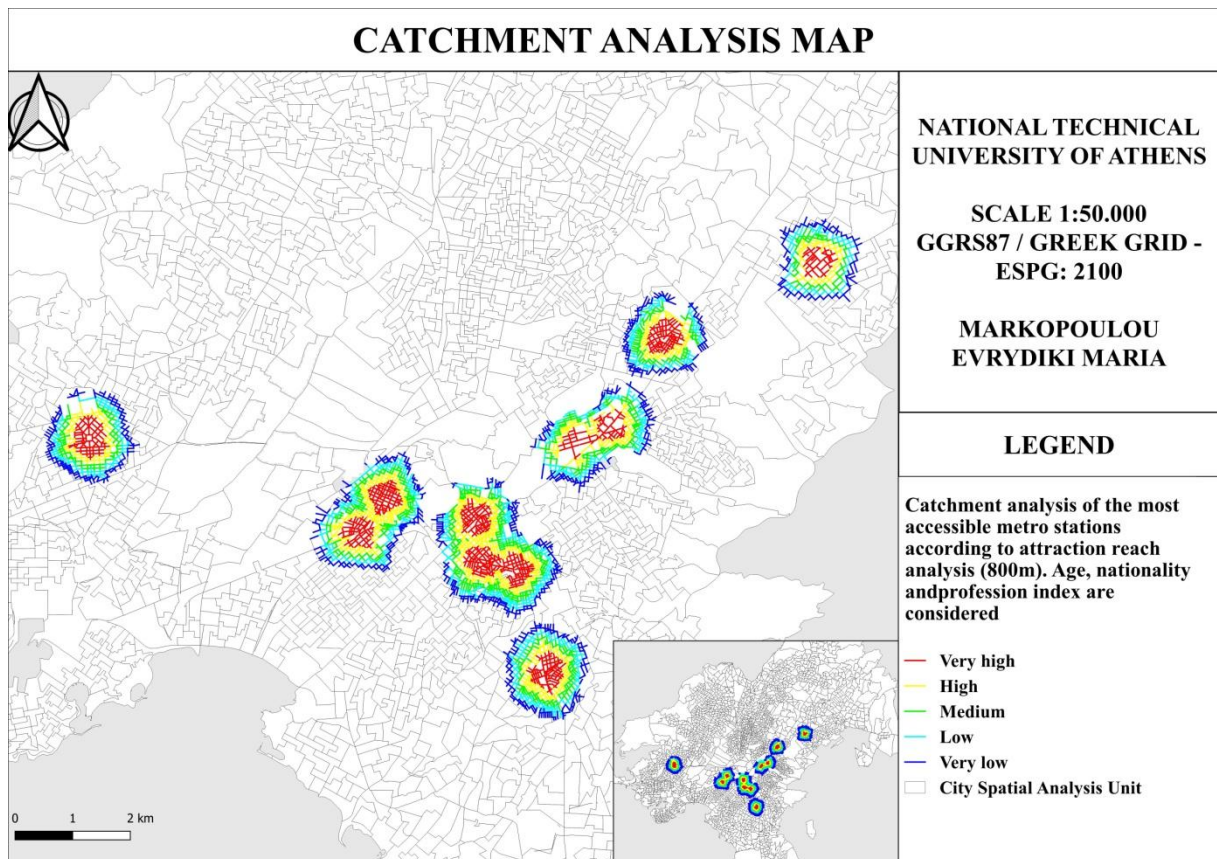 CATCHMENT ANALYSIS MAP
NATIONAL TECHNICAL
UNIVERSITY OF ATHENS
SCALE 1:50.000
GGRS87 / GREEK GRID -
ESPG: 2100
MARKOPOULOU
EVRYDIKI MARIA
LEGEND
Catchment analysis of the most
accessible metro stations
according to attraction reach
analysis (800m). Age, nationality
andprofession index are
considered
Very high
High
Medium
Low
Very low
City Spatial Analysis Unit
0 1 2 km